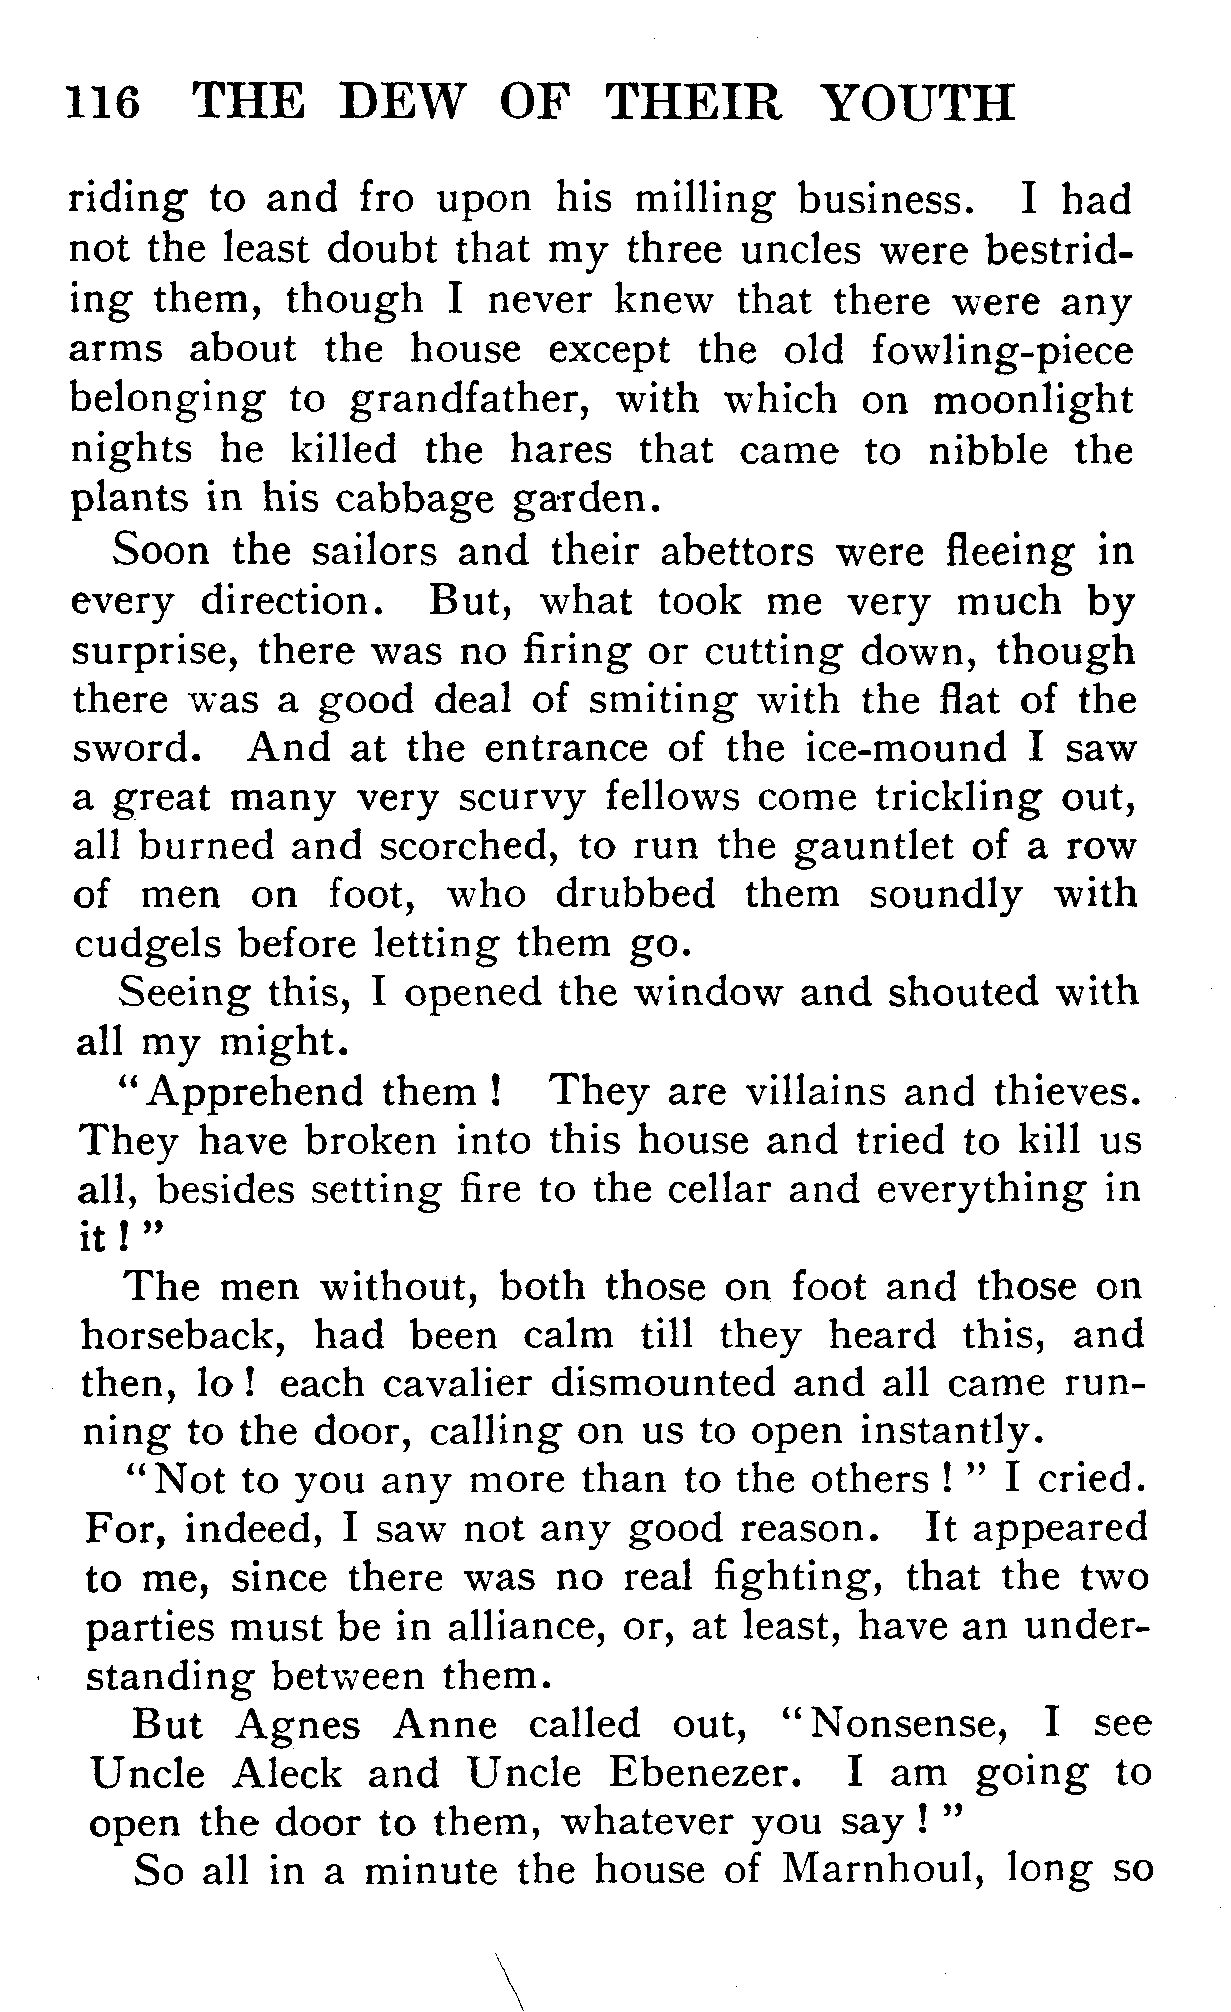 116 THE DEW OF THEIR YOUTH
riding to and fro upon his milling business. I had
not the least doubt that my three uncles were bestrid-
ing them, though I never knew that there were any
arms about the house except the old fowling-piece
belonging to grandfather, with which on moonlight
nights he killed the hares that came to nibble the
plants in his cabbage garden.
Soon the sailors and their abettors were fleeing in
every direction. But, what took me very much by
surprise, there was no firing or cutting down, though
there was a good deal of smiting with the flat of the
sword. And at the entrance of the ice-mound I saw
a great many very scurvy fellows come trickling out,
all burned and scorched, to run the gauntlet of a row
of men on foot, who drubbed them soundly with
cudgels before letting them go.
Seeing this, I opened the window and shouted with
all my might.
“Apprehend them! They are villains and thieves.
They have broken into this house and tried to kill us
all, besides setting fire to the cellar and everything in
it!”
The men without, both those on foot and those on
horseback, had been calm till they heard this, and
then, lo! each cavalier dismounted and all came run-
ning to the door, calling on us to open instantly.
“Not to you any more than to the others!” I cried.
For, indeed, I saw not any good reason. It appeared
to me, since there was no real fighting, that the two
parties must be in alliance, or, at least, have an under-
standing between them.
But Agnes Anne called out, “Nonsense, I see
Uncle Aleck and Uncle Ebenezer. I am going to
open the door to them, whatever you say!”
So all in a minute the house of Marnhoul, long so